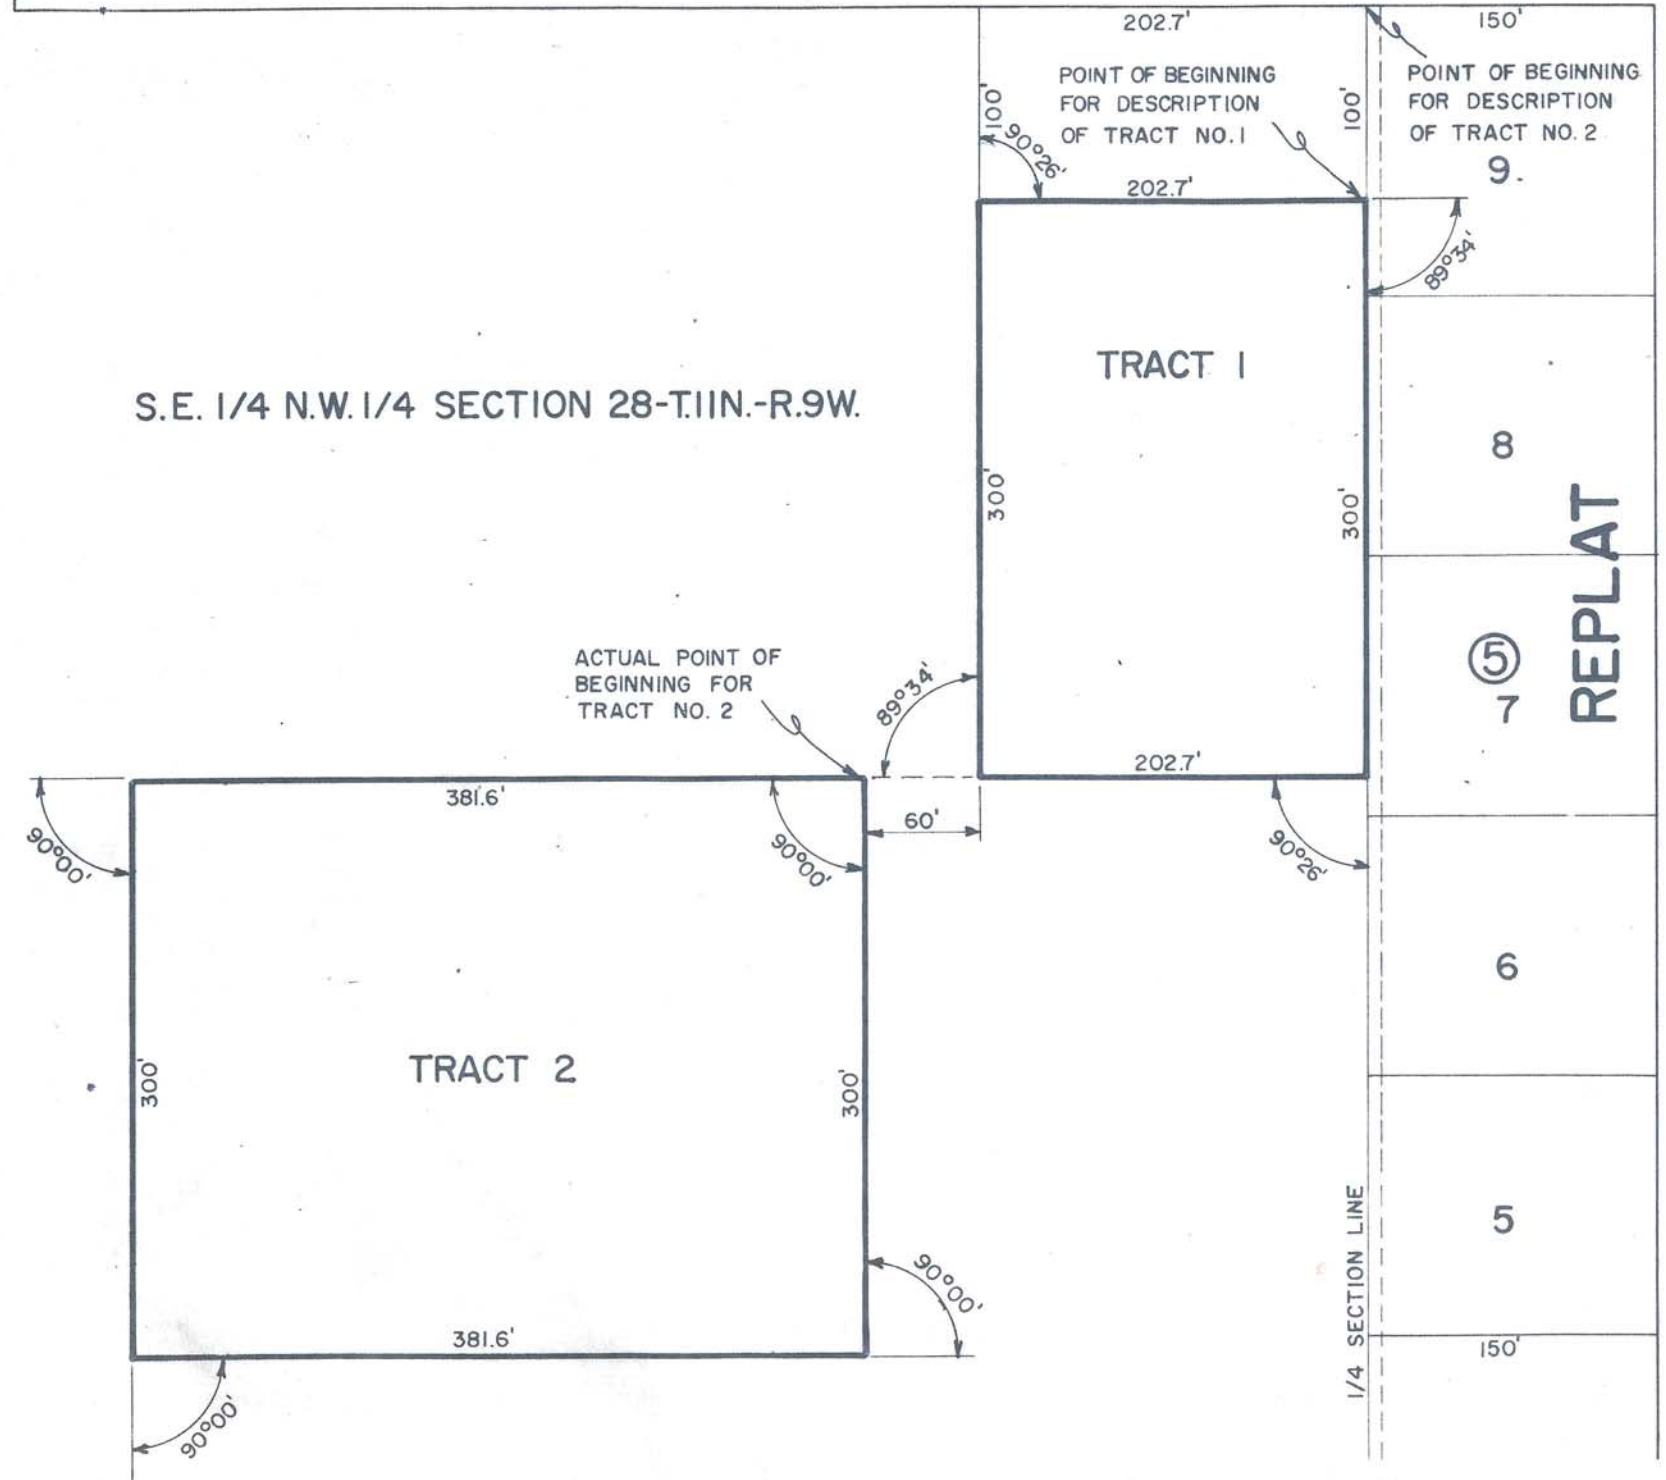 202.7'
150'
POINT OF BEGINNING
FOR DESCRIPTION
OF TRACT NO. 1
POINT OF BEGINNING
FOR DESCRIPTION
OF TRACT NO. 2
100'
100'
90°26'
9.
202.7'
89°34'
TRACT 1
S.E. 1/4 N.W. 1/4 SECTION 28-T.11N.-R.9W.
8
300'
300'
REPLAT
ACTUAL POINT OF
BEGINNING FOR
TRACT NO. 2
89°34'
5
7
202.7'
381.6'
60'
90°00'
90°00'
90°26'
6
TRACT 2
300'
300'
5
1/4 SECTION LINE
90°00'
381.6'
150'
90°00'